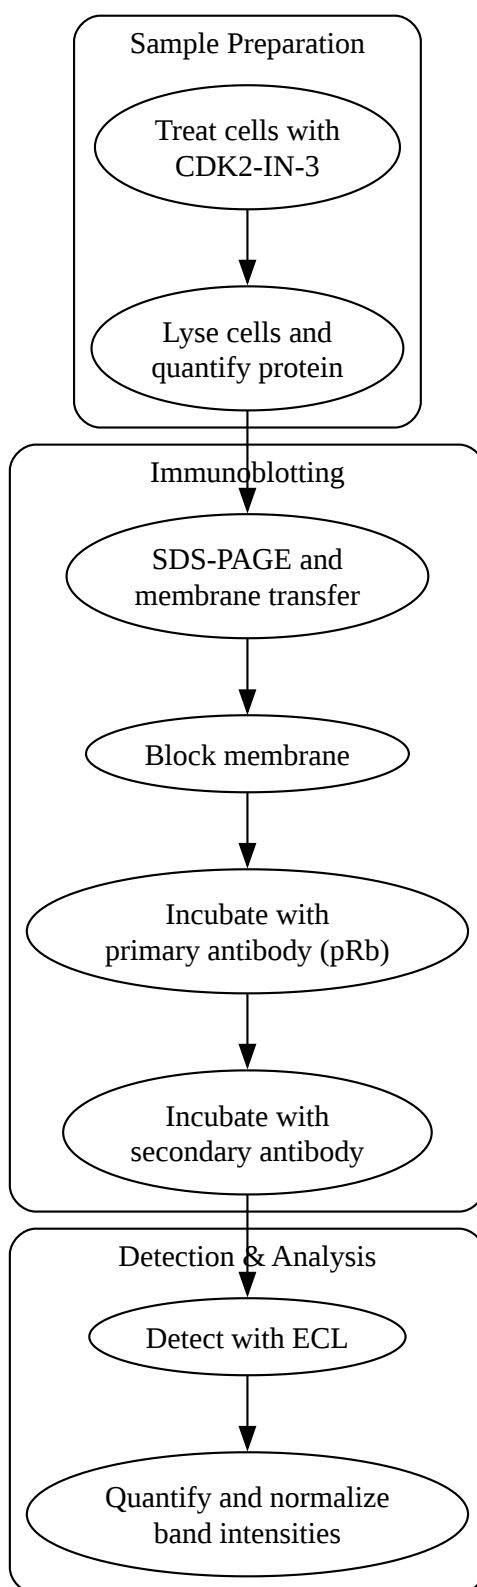 Sample Preparation
Treat cells with
CDK2-IN-3
Lyse cells and
quantify protein
Immunoblotting
SDS-PAGE and
membrane transfer
Block membrane
Incubate with
primary antibody (pRb)
Incubate with
secondary antibody
Detection & Analysis
Detect with ECL
Quantify and normalize
band intensities